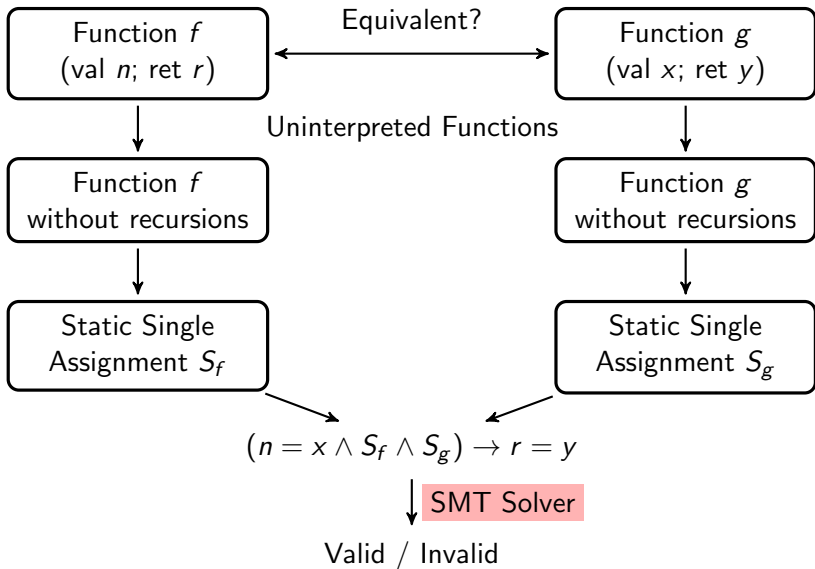 Function f
(val n; ret r)
Equivalent?
Function g
(val x; ret y)
Uninterpreted Functions
Function f
without recursions
Function g
without recursions
Static Single
Assignment S_f
Static Single
Assignment S_g
(n = x ∧ S_f ∧ S_g) → r = y
SMT Solver
Valid / Invalid